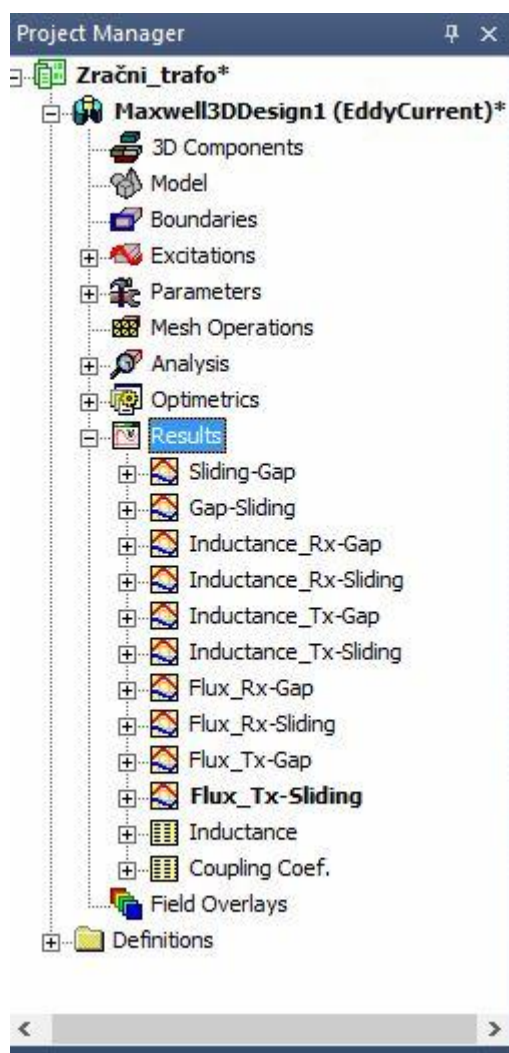 Project Manager
Zračni_trafo*
Maxwell3DDesign1 (EddyCurrent)*
3D Components
Model
Boundaries
Excitations
Parameters
Mesh Operations
Analysis
Optimetrics
Results
Sliding-Gap
Gap-Sliding
Inductance_Rx-Gap
Inductance_Rx-Sliding
Inductance_Tx-Gap
Inductance_Tx-Sliding
Flux_Rx-Gap
Flux_Rx-Sliding
Flux_Tx-Gap
Flux_Tx-Sliding
Inductance
Coupling Coef.
Field Overlays
Definitions